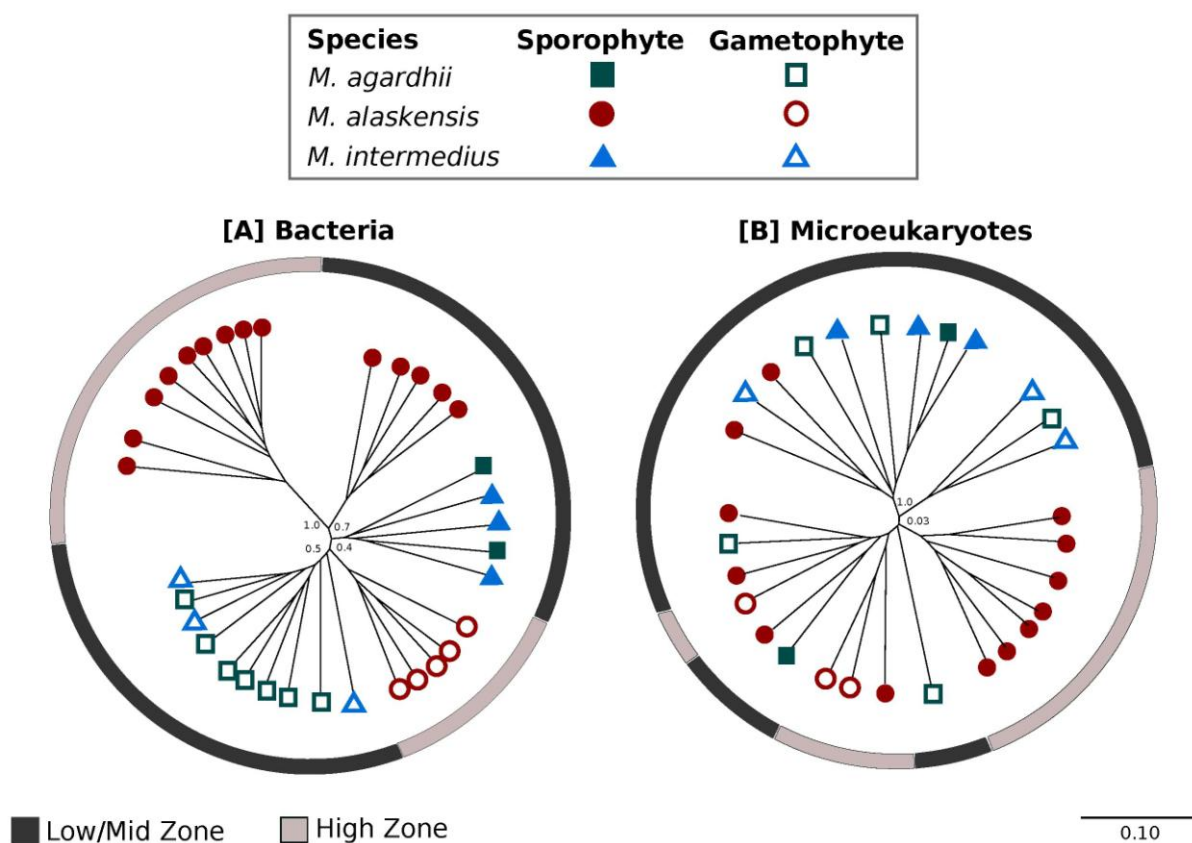 Species Sporophyte Gametophyte
M. agardhii
M. alaskensis
M. intermedius
[A] Bacteria
[B] Microeukaryotes
1.0 0.7
0.5 0.4
1.0
0.03
Low/Mid Zone High Zone
0.10